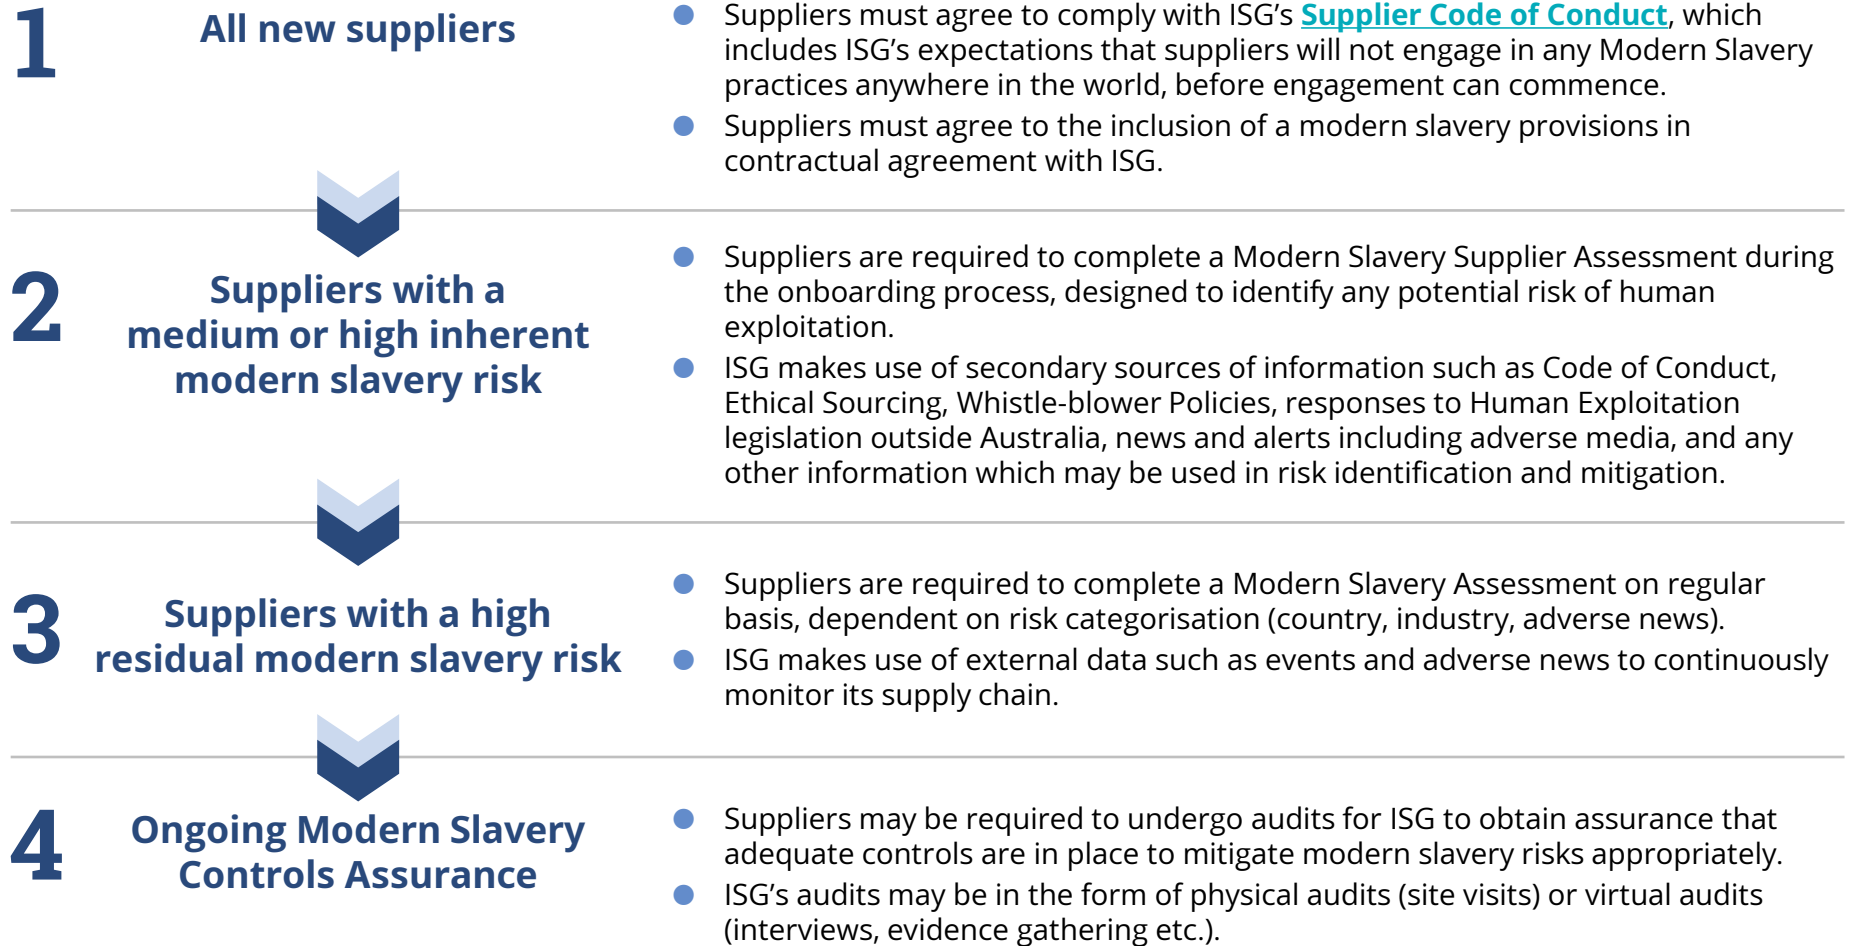 1
All new suppliers
Suppliers must agree to comply with ISG’s Supplier Code of Conduct, which
includes ISG’s expectations that suppliers will not engage in any Modern Slavery
practices anywhere in the world, before engagement can commence.
Suppliers must agree to the inclusion of a modern slavery provisions in
contractual agreement with ISG.
2
Suppliers with a
medium or high inherent
modern slavery risk
Suppliers are required to complete a Modern Slavery Supplier Assessment during
the onboarding process, designed to identify any potential risk of human
exploitation.
ISG makes use of secondary sources of information such as Code of Conduct,
Ethical Sourcing, Whistle-blower Policies, responses to Human Exploitation
legislation outside Australia, news and alerts including adverse media, and any
other information which may be used in risk identification and mitigation.
3
Suppliers with a high
residual modern slavery risk
Suppliers are required to complete a Modern Slavery Assessment on regular
basis, dependent on risk categorisation (country, industry, adverse news).
ISG makes use of external data such as events and adverse news to continuously
monitor its supply chain.
4
Ongoing Modern Slavery
Controls Assurance
Suppliers may be required to undergo audits for ISG to obtain assurance that
adequate controls are in place to mitigate modern slavery risks appropriately.
ISG’s audits may be in the form of physical audits (site visits) or virtual audits
(interviews, evidence gathering etc.).